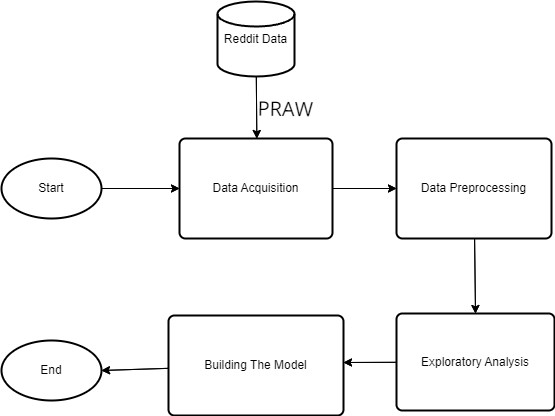 Reddit Data
PRAW
Start
Data Acquisition
Data Preprocessing
End
Building The Model
Exploratory Analysis